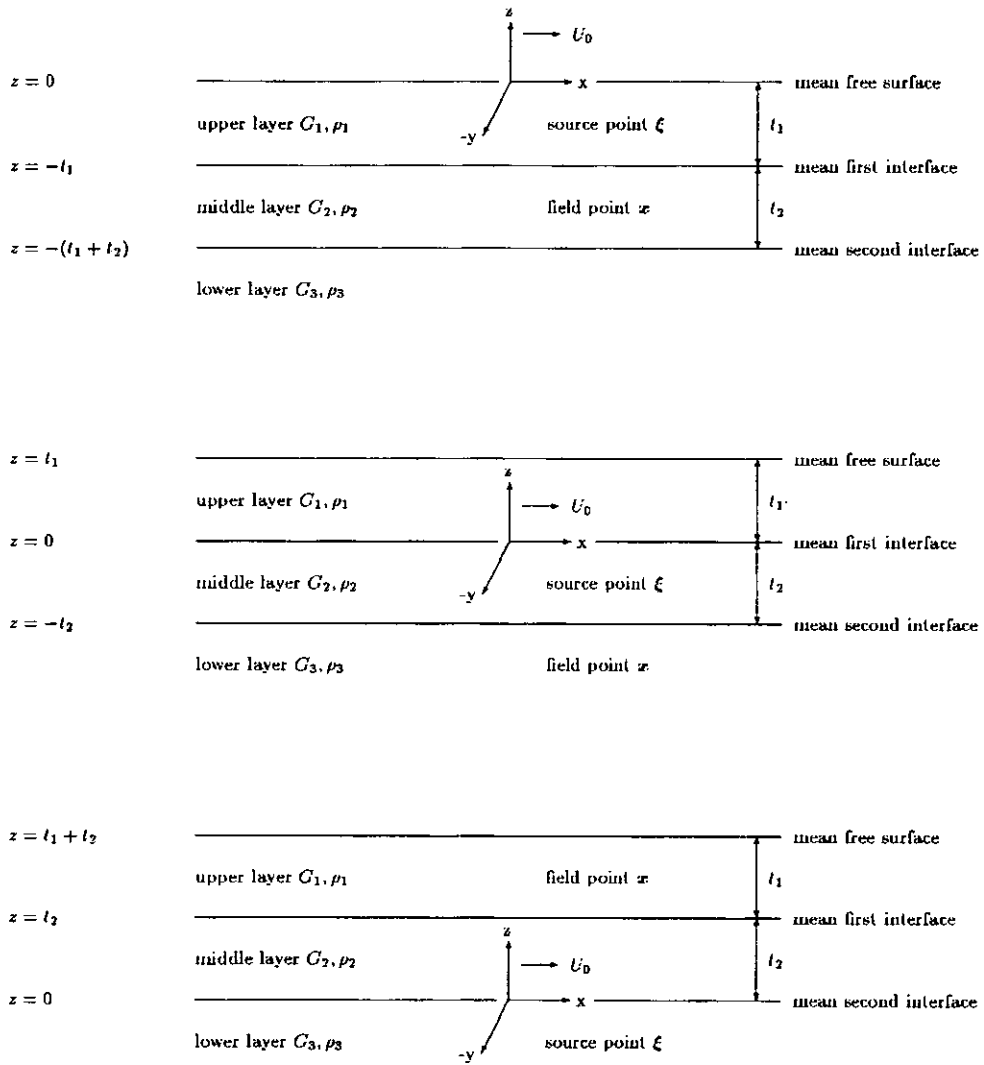 z
U₀
z = 0 x mean free surface
upper layer G₁, ρ₁ source point ξ t₁
-y
z = −t₁ mean first interface
middle layer G₂, ρ₂ field point x t₂
z = −(t₁ + t₂) mean second interface
lower layer G₃, ρ₃
z = t₁ mean free surface
z
upper layer G₁, ρ₁ U₀ t₁
z = 0 x mean first interface
middle layer G₂, ρ₂ source point ξ t₂
-y
z = −t₂ mean second interface
lower layer G₃, ρ₃ field point x
z = t₁ + t₂ mean free surface
upper layer G₁, ρ₁ field point x t₁
z = t₂ mean first interface
z
middle layer G₂, ρ₂ U₀ t₂
z = 0 x mean second interface
lower layer G₃, ρ₃ source point ξ
-y